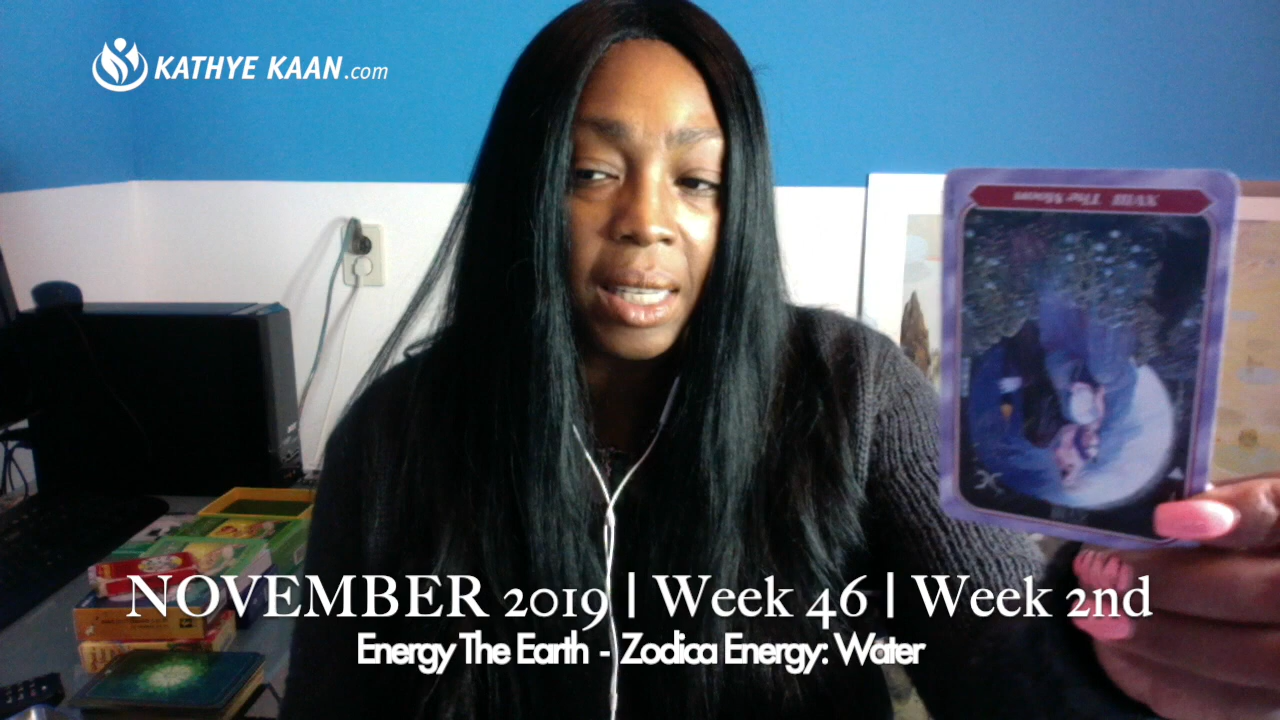 KATHYE KAAN.com
XVIII The Moon
NOVEMBER 2019 | Week 46 | Week 2nd
Energy The Earth - Zodica Energy: Water